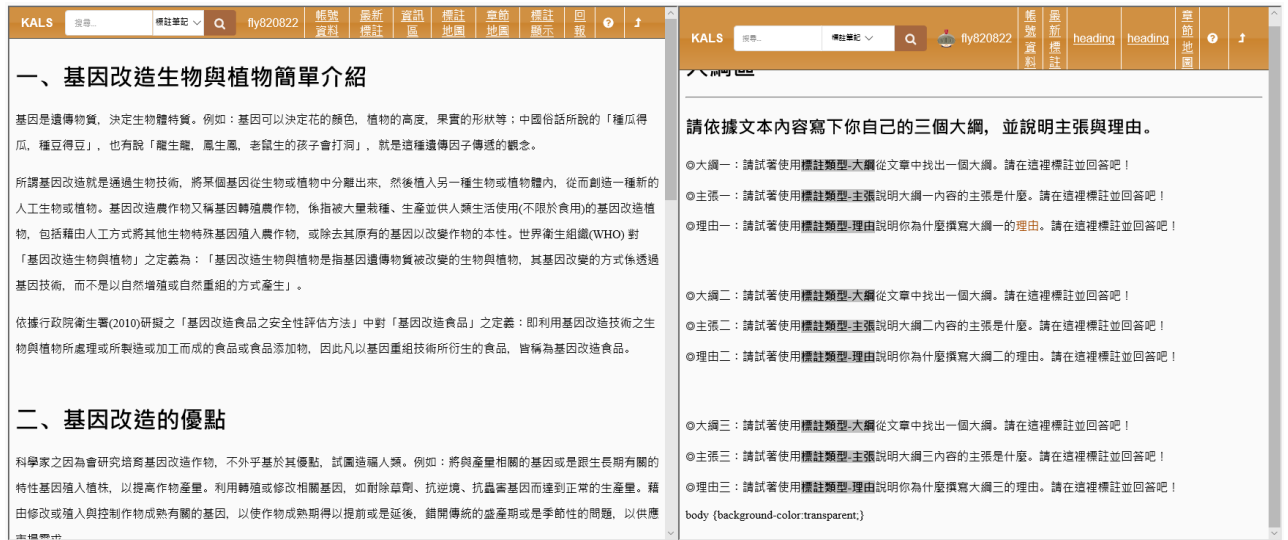 KALS 搜尋... 標註筆記 fly820822 帳號資料 最新標註 資訊區 標註地圖 章節地圖 標註顯示 回報
一、基因改造生物與植物簡單介紹
基因是遺傳物質，決定生物體特質。例如：基因可以決定花的顏色，植物的高度，果實的形狀等；中國俗話所說的「種瓜得
瓜，種豆得豆」，也有說「龍生龍，鳳生鳳，老鼠生的孩子會打洞」，就是這種遺傳因子傳遞的觀念。
所謂基因改造就是通過生物技術，將某個基因從生物或植物中分離出來，然後植入另一種生物或植物體內，從而創造一種新的
人工生物或植物。基因改造農作物又稱基因轉殖農作物，係指被大量栽種、生產並供人類生活使用(不限於食用)的基因改造植
物，包括藉由人工方式將其他生物特殊基因殖入農作物，或除去其原有的基因以改變作物的本性。世界衛生組織(WHO) 對
「基因改造生物與植物」之定義為：「基因改造生物與植物是指基因遺傳物質被改變的生物與植物，其基因改變的方式係透過
基因技術，而不是以自然增殖或自然重組的方式產生」。
依據行政院衛生署(2010)研擬之「基因改造食品之安全性評估方法」中對「基因改造食品」之定義：即利用基因改造技術之生
物與植物所處理或所製造或加工而成的食品或食品添加物，因此凡以基因重組技術所衍生的食品，皆稱為基因改造食品。
二、基因改造的優點
科學家之因為會研究培育基因改造作物，不外乎基於其優點，試圖造福人類。例如：將與產量相關的基因或是跟生長期有關的
特性基因殖入植株，以提高作物產量。利用轉殖或修改相關基因，如耐除草劑、抗逆境、抗蟲害基因而達到正常的生產量。藉
由修改或殖入與控制作物成熟有關的基因，以使作物成熟期得以提前或是延後，錯開傳統的盛產期或是季節性的問題，以供應
市場需求
KALS 搜尋... 標註筆記 fly820822 帳號資料 最新標註 heading heading 章節地圖
大綱區
請依據文本內容寫下你自己的三個大綱，並說明主張與理由。
◎大綱一：請試著使用標註類型-大綱從文章中找出一個大綱。請在這裡標註並回答吧！
◎主張一：請試著使用標註類型-主張說明大綱一內容的主張是什麼。請在這裡標註並回答吧！
◎理由一：請試著使用標註類型-理由說明你為什麼撰寫大綱一的理由。請在這裡標註並回答吧！
◎大綱二：請試著使用標註類型-大綱從文章中找出一個大綱。請在這裡標註並回答吧！
◎主張二：請試著使用標註類型-主張說明大綱二內容的主張是什麼。請在這裡標註並回答吧！
◎理由二：請試著使用標註類型-理由說明你為什麼撰寫大綱二的理由。請在這裡標註並回答吧！
◎大綱三：請試著使用標註類型-大綱從文章中找出一個大綱。請在這裡標註並回答吧！
◎主張三：請試著使用標註類型-主張說明大綱三內容的主張是什麼。請在這裡標註並回答吧！
◎理由三：請試著使用標註類型-理由說明你為什麼撰寫大綱三的理由。請在這裡標註並回答吧！
body {background-color:transparent;}